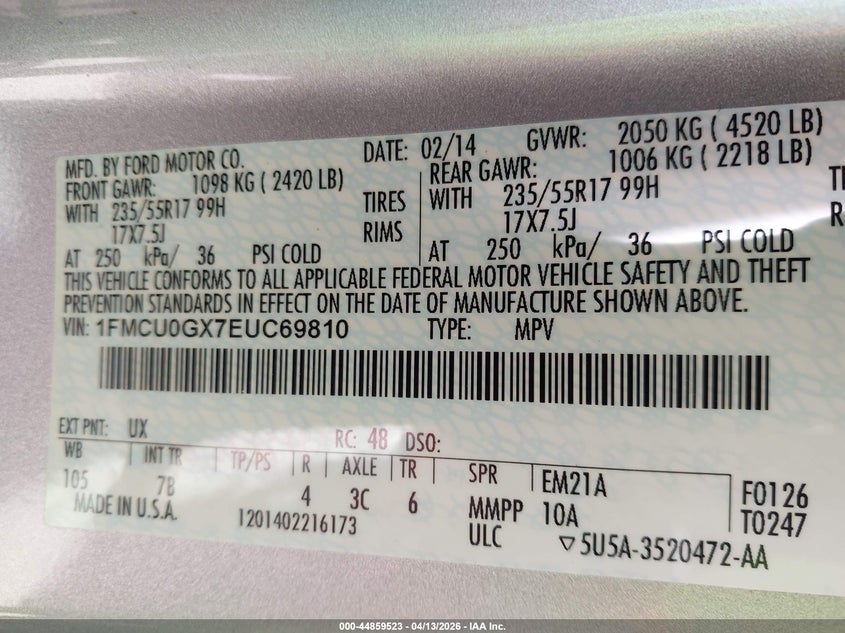 MFD. BY FORD MOTOR CO.
DATE: 02/14
GVWR: 2050 KG ( 4520 LB)
FRONT GAWR: 1098 KG ( 2420 LB)
REAR GAWR: 1006 KG ( 2218 LB)
WITH 235/55R17 99H TIRES
WITH 235/55R17 99H
17X7.5J RIMS
17X7.5J
AT 250 kPa/ 36 PSI COLD
AT 250 kPa/ 36 PSI COLD
THIS VEHICLE CONFORMS TO ALL APPLICABLE FEDERAL MOTOR VEHICLE SAFETY AND THEFT
PREVENTION STANDARDS IN EFFECT ON THE DATE OF MANUFACTURE SHOWN ABOVE.
VIN: 1FMCU0GX7EUC69810 TYPE: MPV
EXT PNT: UX RC: 48 DSO:
WB INT TR TP/PS R AXLE TR SPR EM21A
105 7B 4 3C 6 MMPP 10A
F0126
T0247
MADE IN U.S.A. 1201402216173 ULC ▽5U5A-3520472-AA
000-44859523 - 04/13/2026 - IAA Inc.